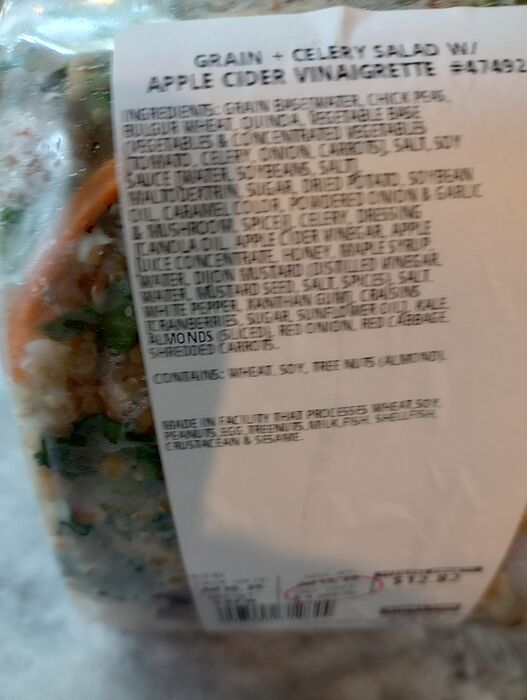 GRAIN + CELERY SALAD W/
APPLE CIDER VINAIGRETTE #47492
INGREDIENTS: GRAIN BASE[WATER, CHICK PEAS,
BULGUR WHEAT, QUINOA, VEGETABLE BASE
(VEGETABLES & CONCENTRATED VEGETABLES
(TOMATO, CELERY, ONION, CARROTS), SALT, SOY
SAUCE (WATER, SOYBEANS, SALT)
MALTODEXTRIN, SUGAR, DRIED POTATO, SOYBEAN
OIL, CARAMEL COLOR, POWDERED ONION & GARLIC
& MUSHROOM, SPICE)], CELERY, DRESSING
[CANOLA OIL, APPLE CIDER VINEGAR, APPLE
JUICE CONCENTRATE, HONEY, MAPLE SYRUP,
WATER, DIJON MUSTARD (DISTILLED VINEGAR,
WATER, MUSTARD SEED, SALT, SPICES), SALT,
WHITE PEPPER, XANTHAN GUM], CRAISINS
(CRANBERRIES, SUGAR, SUNFLOWER OIL), KALE,
ALMONDS (SLICED), RED ONION, RED CABBAGE,
SHREDDED CARROTS.
CONTAINS: WHEAT, SOY, TREE NUTS (ALMOND).
MADE IN FACILITY THAT PROCESSES WHEAT, SOY,
PEANUTS, EGG, TREENUTS, MILK, FISH, SHELLFISH,
CRUSTACEAN & SESAME.
$12.82